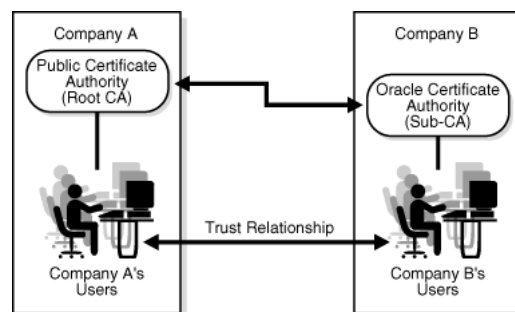 Company A
Public Certificate
Authority
(Root CA)
Company A's
Users
Trust Relationship
Company B
Oracle Certificate
Authority
(Sub-CA)
Company B's
Users